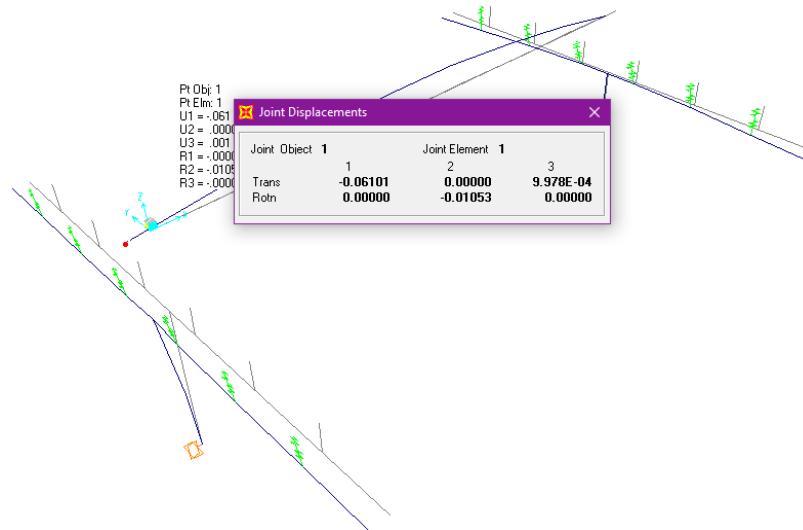 Pt Obj: 1
Pt Elm: 1
U1 = -.061
U2 = .0000
U3 = .001
R1 = -.0000
R2 = -.0105
R3 = -.000
Joint Displacements
Joint Object 1 Joint Element 1
1 2 3
Trans -0.06101 0.00000 9.978E-04
Rotn 0.00000 -0.01053 0.00000
Z
Y